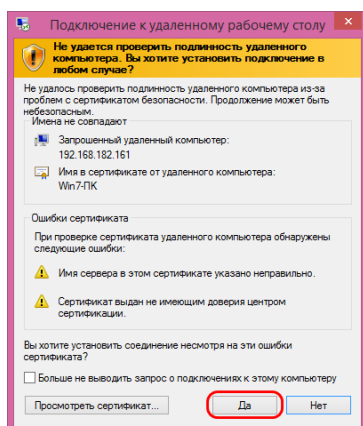 Подключение к удаленному рабочему столу
Не удается проверить подлинность удаленного
компьютера. Вы хотите установить подключение в
любом случае?
Не удалось проверить подлинность удаленного компьютера из-за
проблем с сертификатом безопасности. Продолжение может быть
небезопасным.
Имена не совпадают
Запрошенный удаленный компьютер:
192.168.182.161
Имя в сертификате от удаленного компьютера:
Win7-ПК
Ошибки сертификата
При проверке сертификата удаленного компьютера обнаружены
следующие ошибки:
Имя сервера в этом сертификате указано неправильно.
Сертификат выдан не имеющим доверия центром
сертификации.
Вы хотите установить соединение несмотря на эти ошибки
сертификата?
Больше не выводить запрос о подключениях к этому компьютеру
Просмотреть сертификат... Да Нет